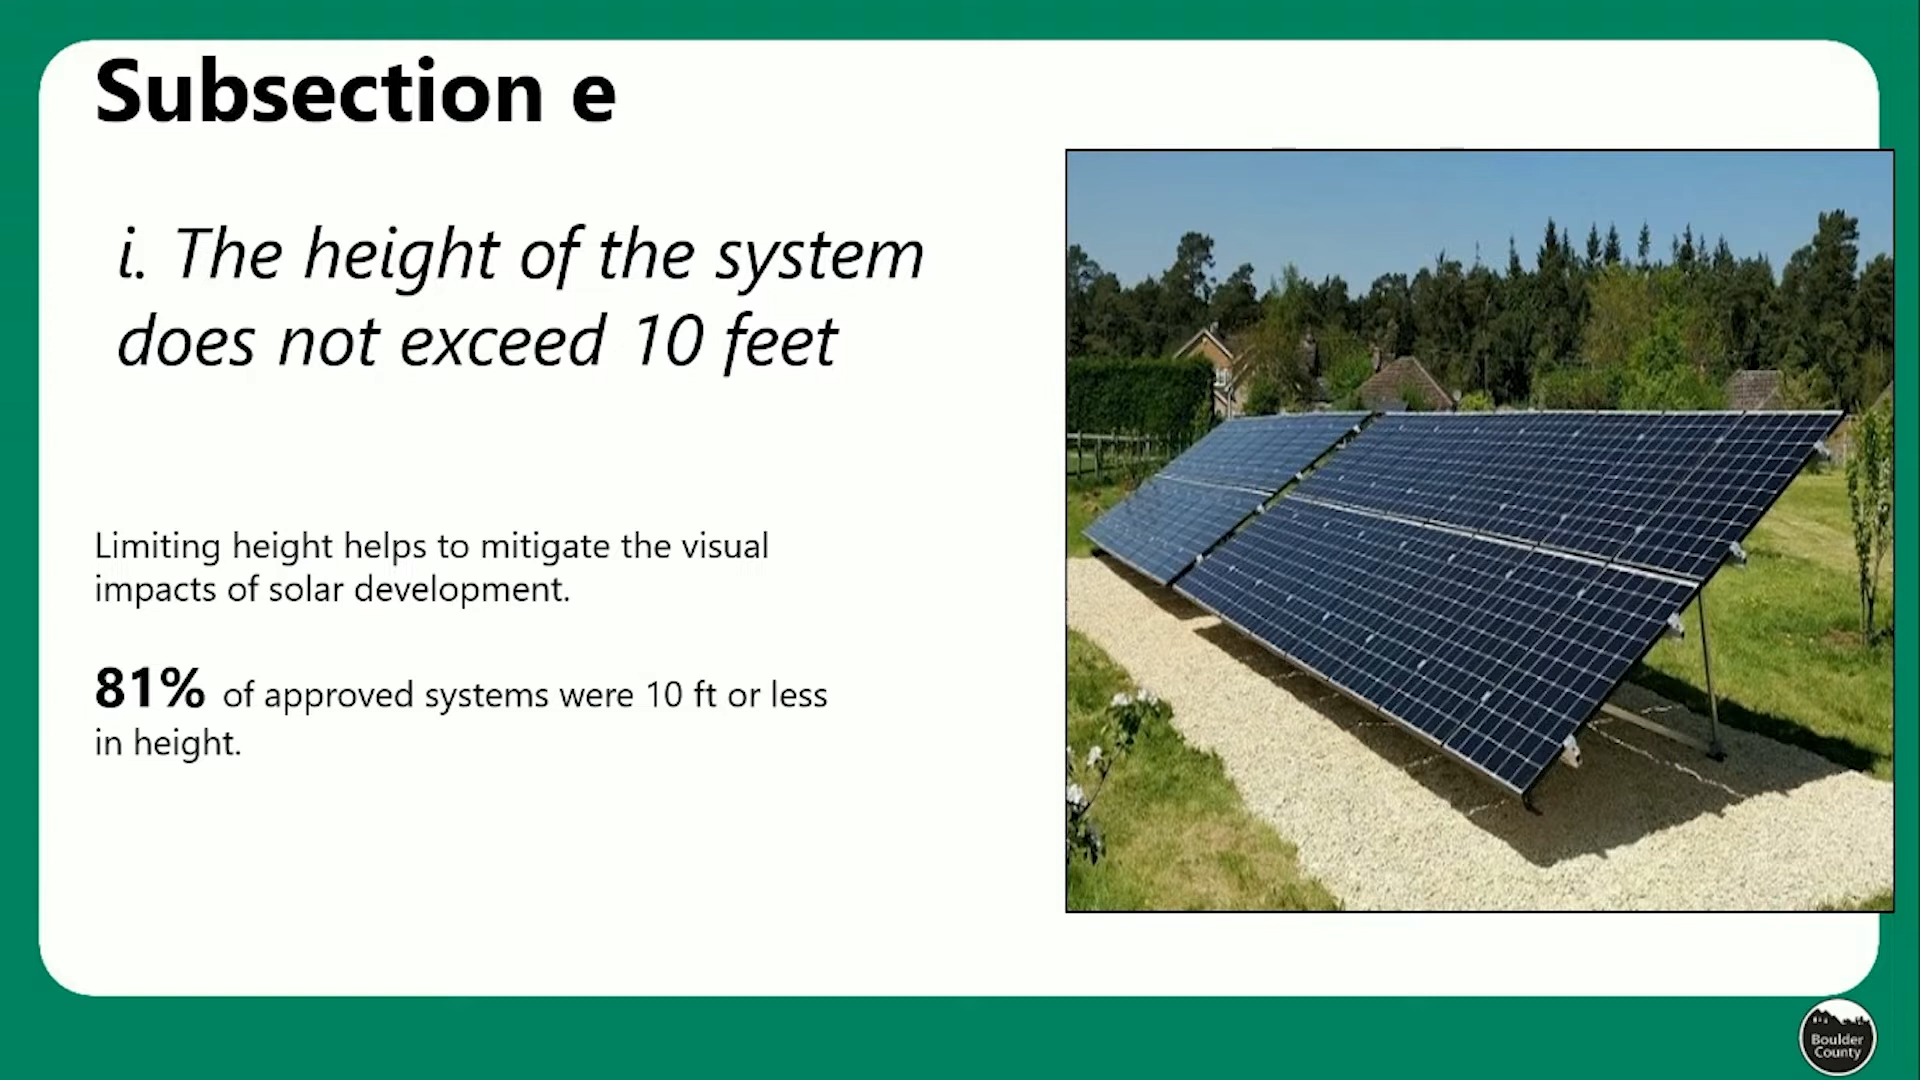 Subsection e
i. The height of the system
does not exceed 10 feet
Limiting height helps to mitigate the visual
impacts of solar development.
81% of approved systems were 10 ft or less
in height.
Boulder
County